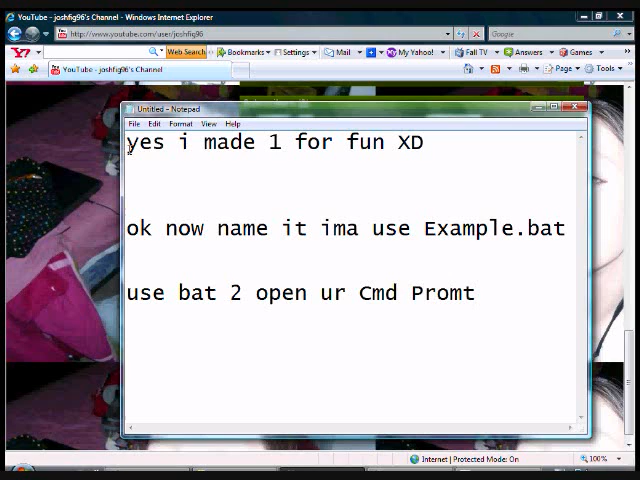 YouTube - joshfig96's Channel - Windows Internet Explorer
http://www.youtube.com/user/joshfig96
Google
Y! Web Search Bookmarks Settings Mail My Yahoo! Fall TV Answers Games
YouTube - joshfig96's Channel
Page Tools
Untitled - Notepad
File Edit Format View Help
yes i made 1 for fun XD
ok now name it ima use Example.bat
use bat 2 open ur Cmd Promt
Internet | Protected Mode: On
100%